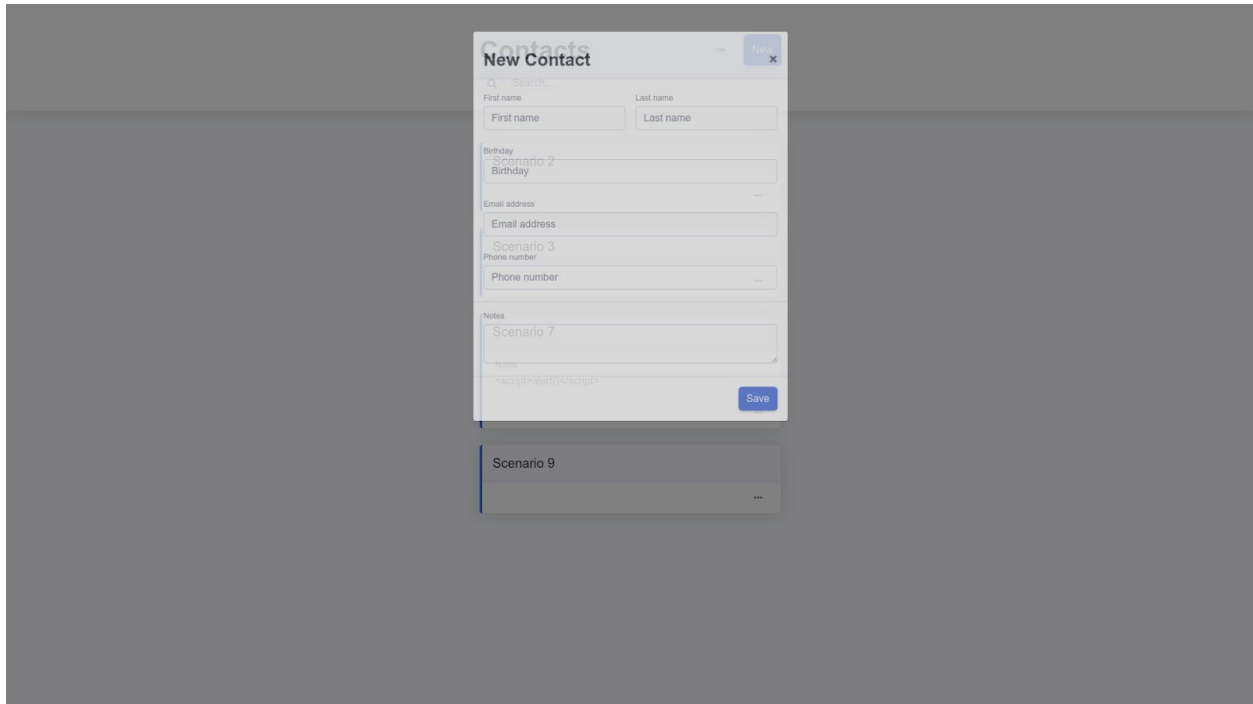 Contacts
... New
New Contact
×
Search...
First name
Last name
First name
Last name
Birthday
Scenario 2
Birthday
...
Email address
Email address
Scenario 3
Phone number
Phone number
...
Notes
Scenario 7
Notes
<script>alert()</script>
Save
...
Scenario 9
...